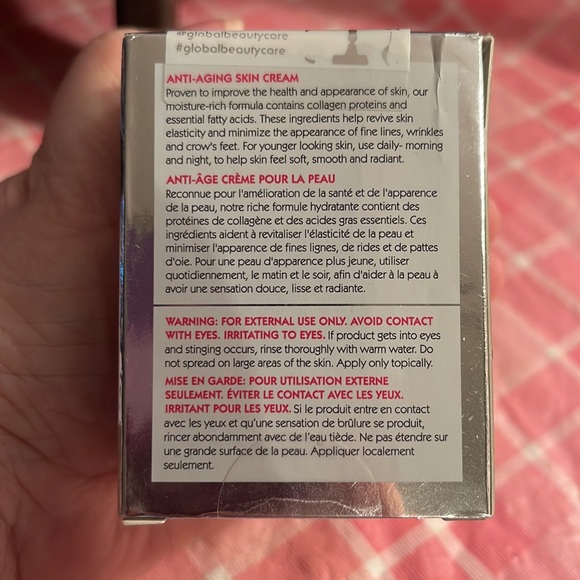 #globalbeautycare
#globalbeautycare
ANTI-AGING SKIN CREAM
Proven to improve the health and appearance of skin, our
moisture-rich formula contains collagen proteins and
essential fatty acids. These ingredients help revive skin
elasticity and minimize the appearance of fine lines, wrinkles
and crow's feet. For younger looking skin, use daily- morning
and night, to help skin feel soft, smooth and radiant.
ANTI-ÂGE CRÈME POUR LA PEAU
Reconnue pour l'amélioration de la santé et de l'apparence
de la peau, notre riche formule hydratante contient des
protéines de collagène et des acides gras essentiels. Ces
ingrédients aident à revitaliser l'élasticité de la peau et
minimiser l'apparence de fines lignes, de rides et de pattes
d'oie. Pour une peau d'apparence plus jeune, utiliser
quotidiennement, le matin et le soir, afin d'aider à la peau à
avoir une sensation douce, lisse et radiante.
WARNING: FOR EXTERNAL USE ONLY. AVOID CONTACT
WITH EYES. IRRITATING TO EYES. If product gets into eyes
and stinging occurs, rinse thoroughly with warm water. Do
not spread on large areas of the skin. Apply only topically.
MISE EN GARDE: POUR UTILISATION EXTERNE
SEULEMENT. ÉVITER LE CONTACT AVEC LES YEUX.
IRRITANT POUR LES YEUX. Si le produit entre en contact
avec les yeux et qu'une sensation de brûlure se produit,
rincer abondamment avec de l'eau tiède. Ne pas étendre sur
une grande surface de la peau. Appliquer localement
seulement.